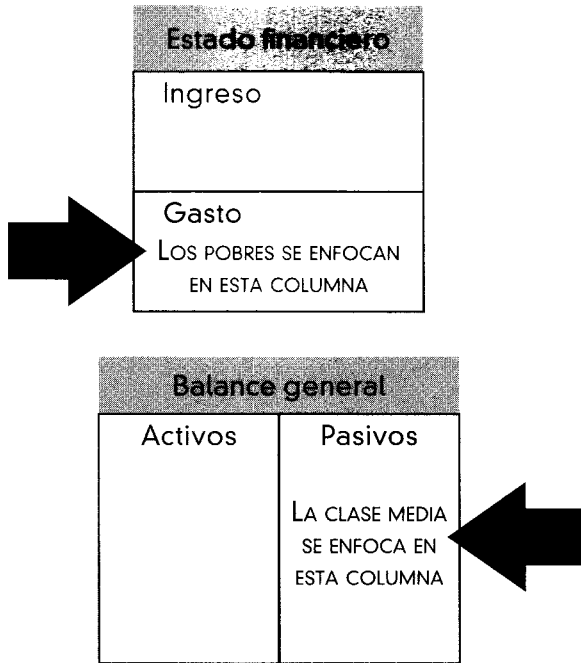 Estado financiero
Ingreso
Gasto
LOS POBRES SE ENFOCAN
EN ESTA COLUMNA
Balance general
Activos
Pasivos
LA CLASE MEDIA
SE ENFOCA EN
ESTA COLUMNA